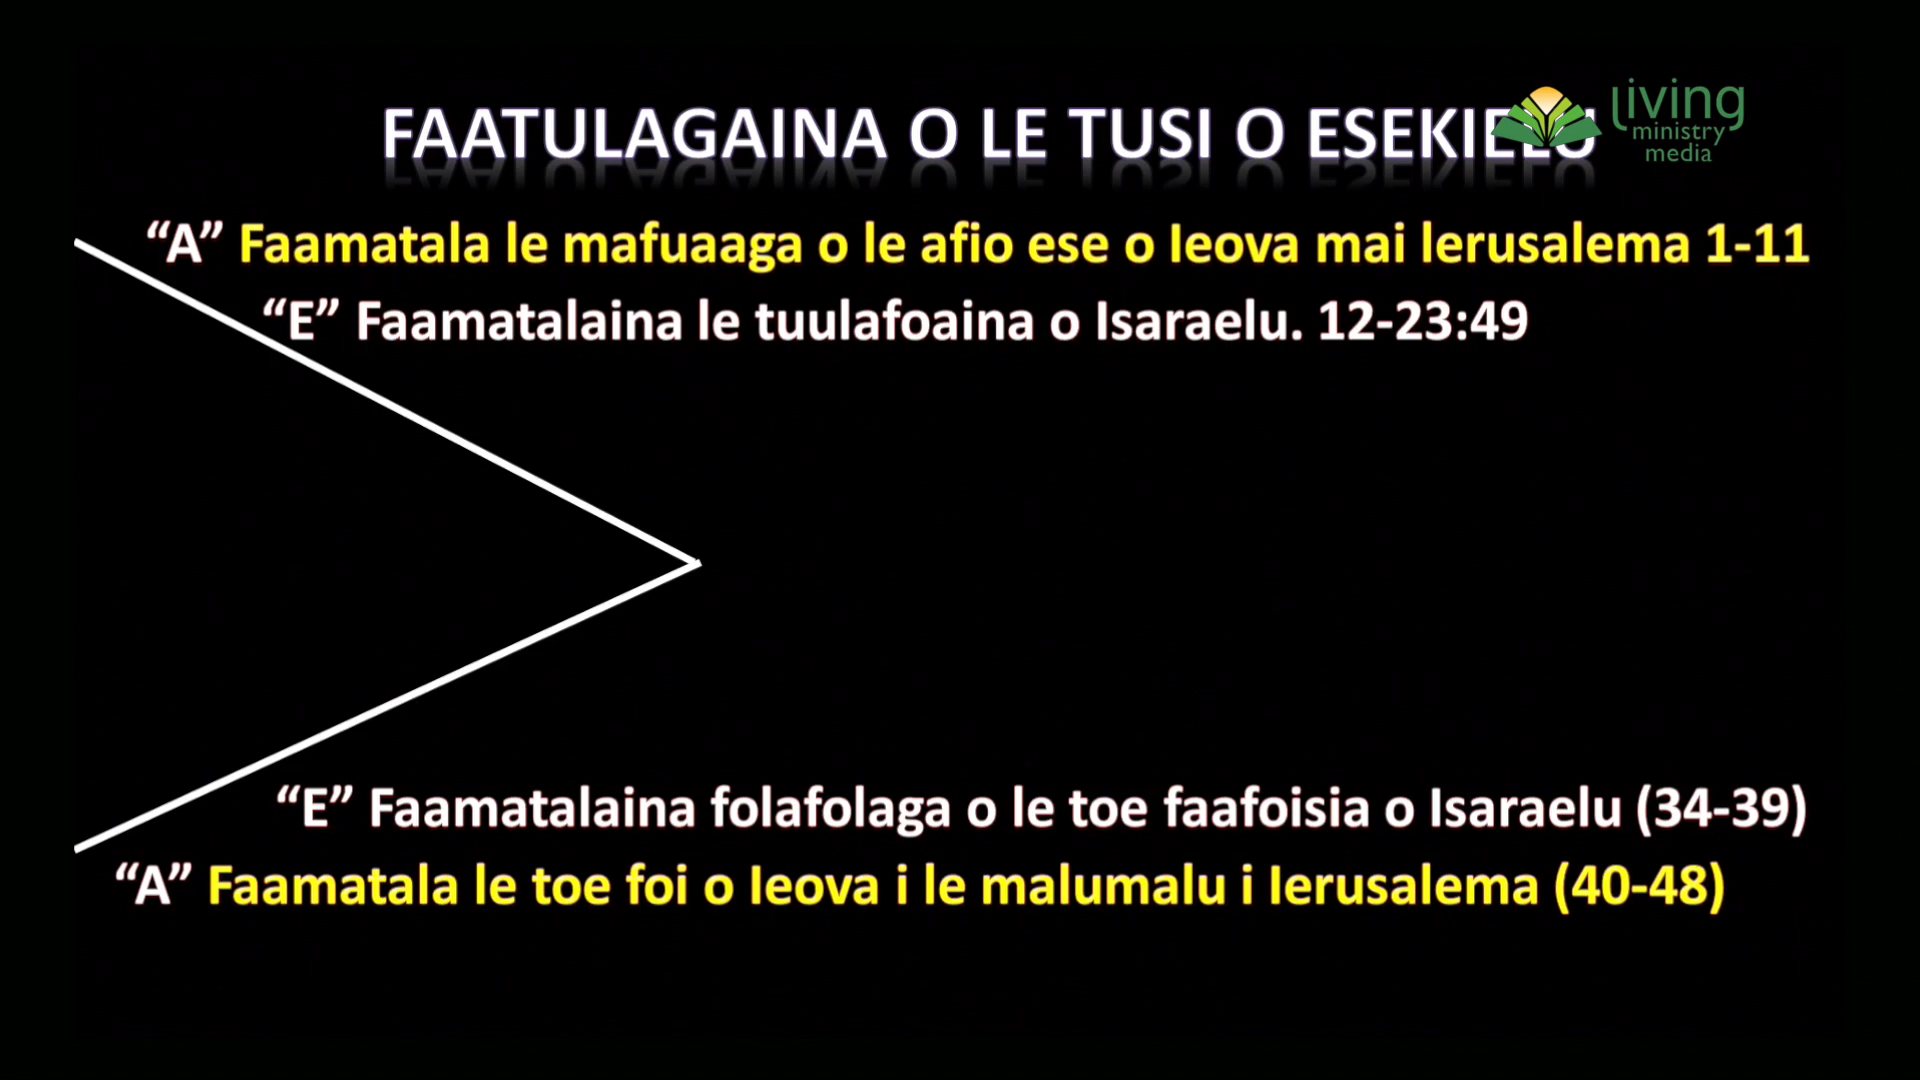 FAATULAGAINA O LE TUSI O ESEKIELU
living
ministry
media
“A” Faamatala le mafuaaga o le afio ese o Ieova mai Ierusalema 1-11
“E” Faamatalaina le tuulafoaina o Isaraelu. 12-23:49
“E” Faamatalaina folafolaga o le toe faafoisia o Isaraelu (34-39)
“A” Faamatala le toe foi o Ieova i le malumalu i Ierusalema (40-48)